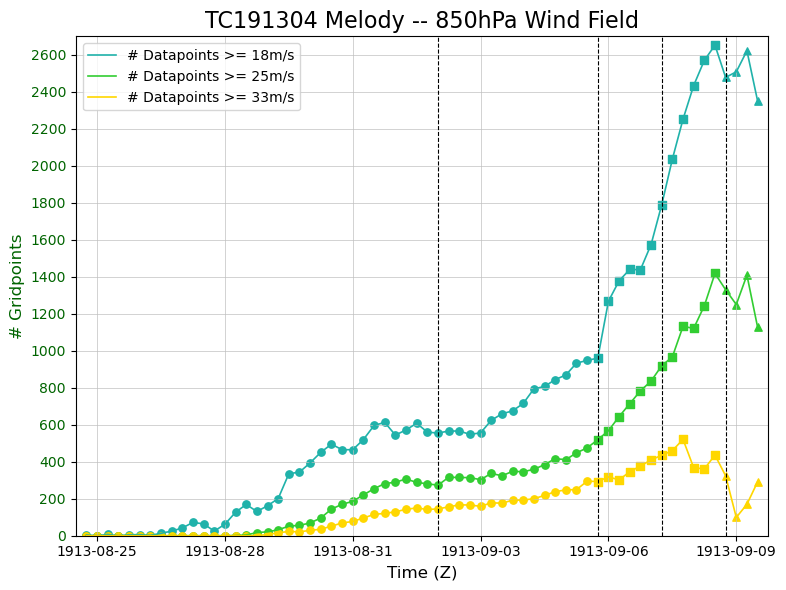 TC191304 Melody -- 850hPa Wind Field
# Datapoints >= 18m/s
# Datapoints >= 25m/s
# Datapoints >= 33m/s
# Gridpoints
2600
2400
2200
2000
1800
1600
1400
1200
1000
800
600
400
200
0
1913-08-25 1913-08-28 1913-08-31 1913-09-03 1913-09-06 1913-09-09
Time (Z)